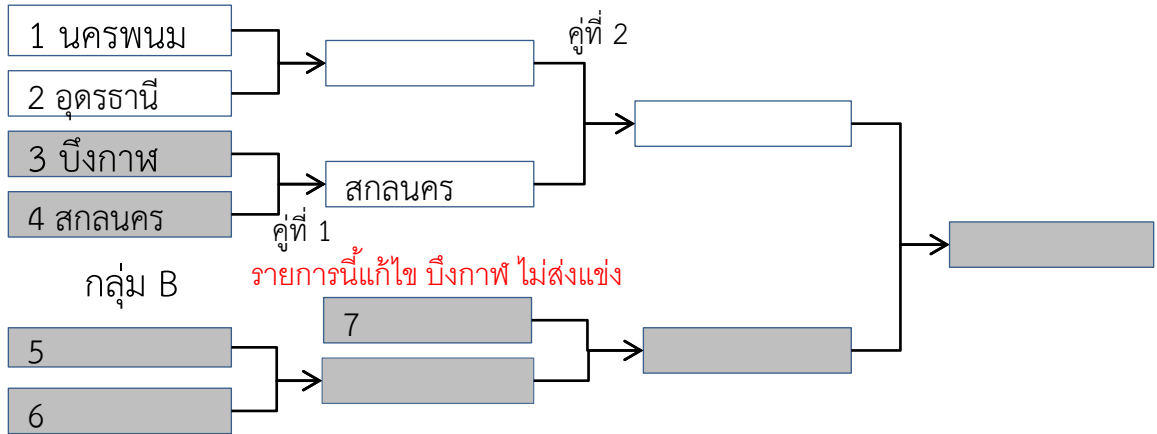 1 นครพนม
คู่ที่ 2
2 อุดรธานี
3 บึงกาฬ
สกลนคร
4 สกลนคร
คู่ที่ 1
กลุ่ม B
รายการนี้แก้ไข บึงกาฬ ไม่ส่งแข่ง
7
5
6